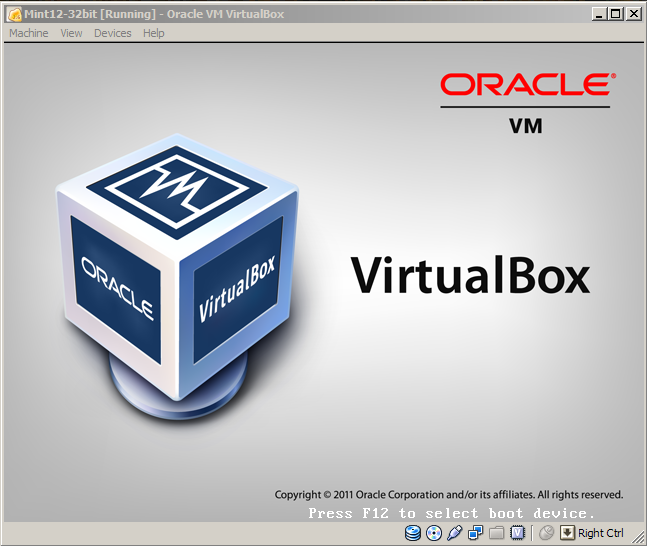 Mint12-32bit [Running] - Oracle VM VirtualBox
Machine View Devices Help
ORACLE®
VM
VM
ORACLE
VirtualBox
VirtualBox
Copyright © 2011 Oracle Corporation and/or its affiliates. All rights reserved.
Press F12 to select boot device.
Right Ctrl